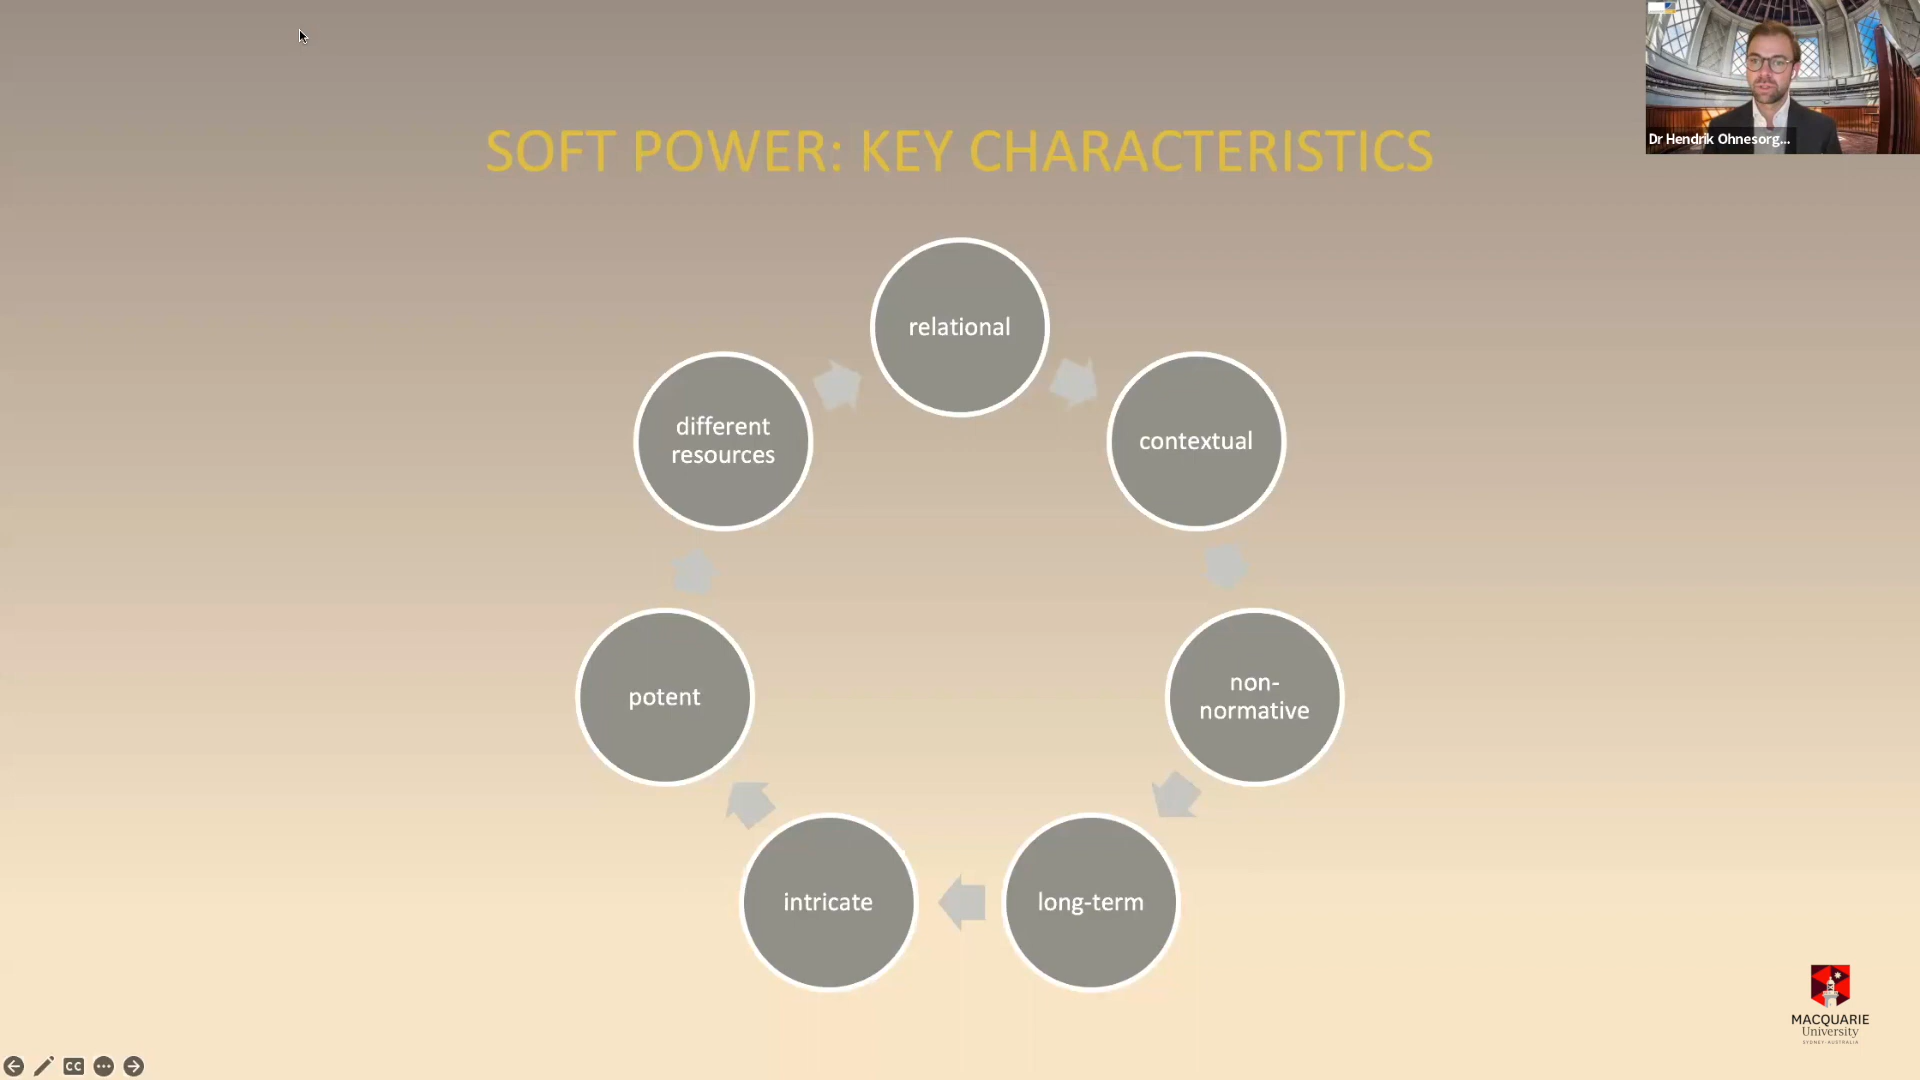 Dr Hendrik Ohnesorg...
SOFT POWER: KEY CHARACTERISTICS
relational
contextual
non-
normative
long-term
intricate
potent
different
resources
MACQUARIE
University
SYDNEY·AUSTRALIA
CC